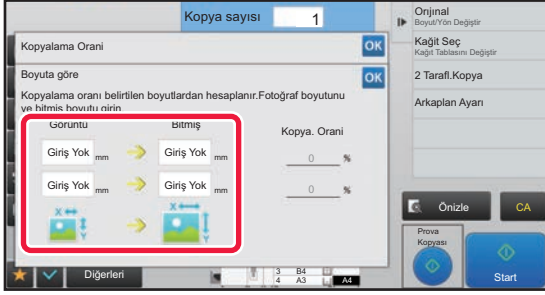 Kopya sayısı 1
Orijinal
Boyut/Yön Değiştir
Kopyalama Orani OK
Kağit Seç
Kağıt Tablasını Değiştir
Boyuta göre OK
2 Taraflı.Kopya
Kopyalama oranı belirtilen boyutlardan hesaplanır.Fotoğraf boyutunu
ve bitmiş boyutu girin.
Arkaplan Ayarı
Görüntü Bitmiş Kopya. Orani
Giriş Yok mm Giriş Yok mm 0 %
Giriş Yok mm Giriş Yok mm 0 %
X X
Y Y
Önizle CA
Prova
Kopyası
Start
Diğerleri
3 B4
4 A3 A4